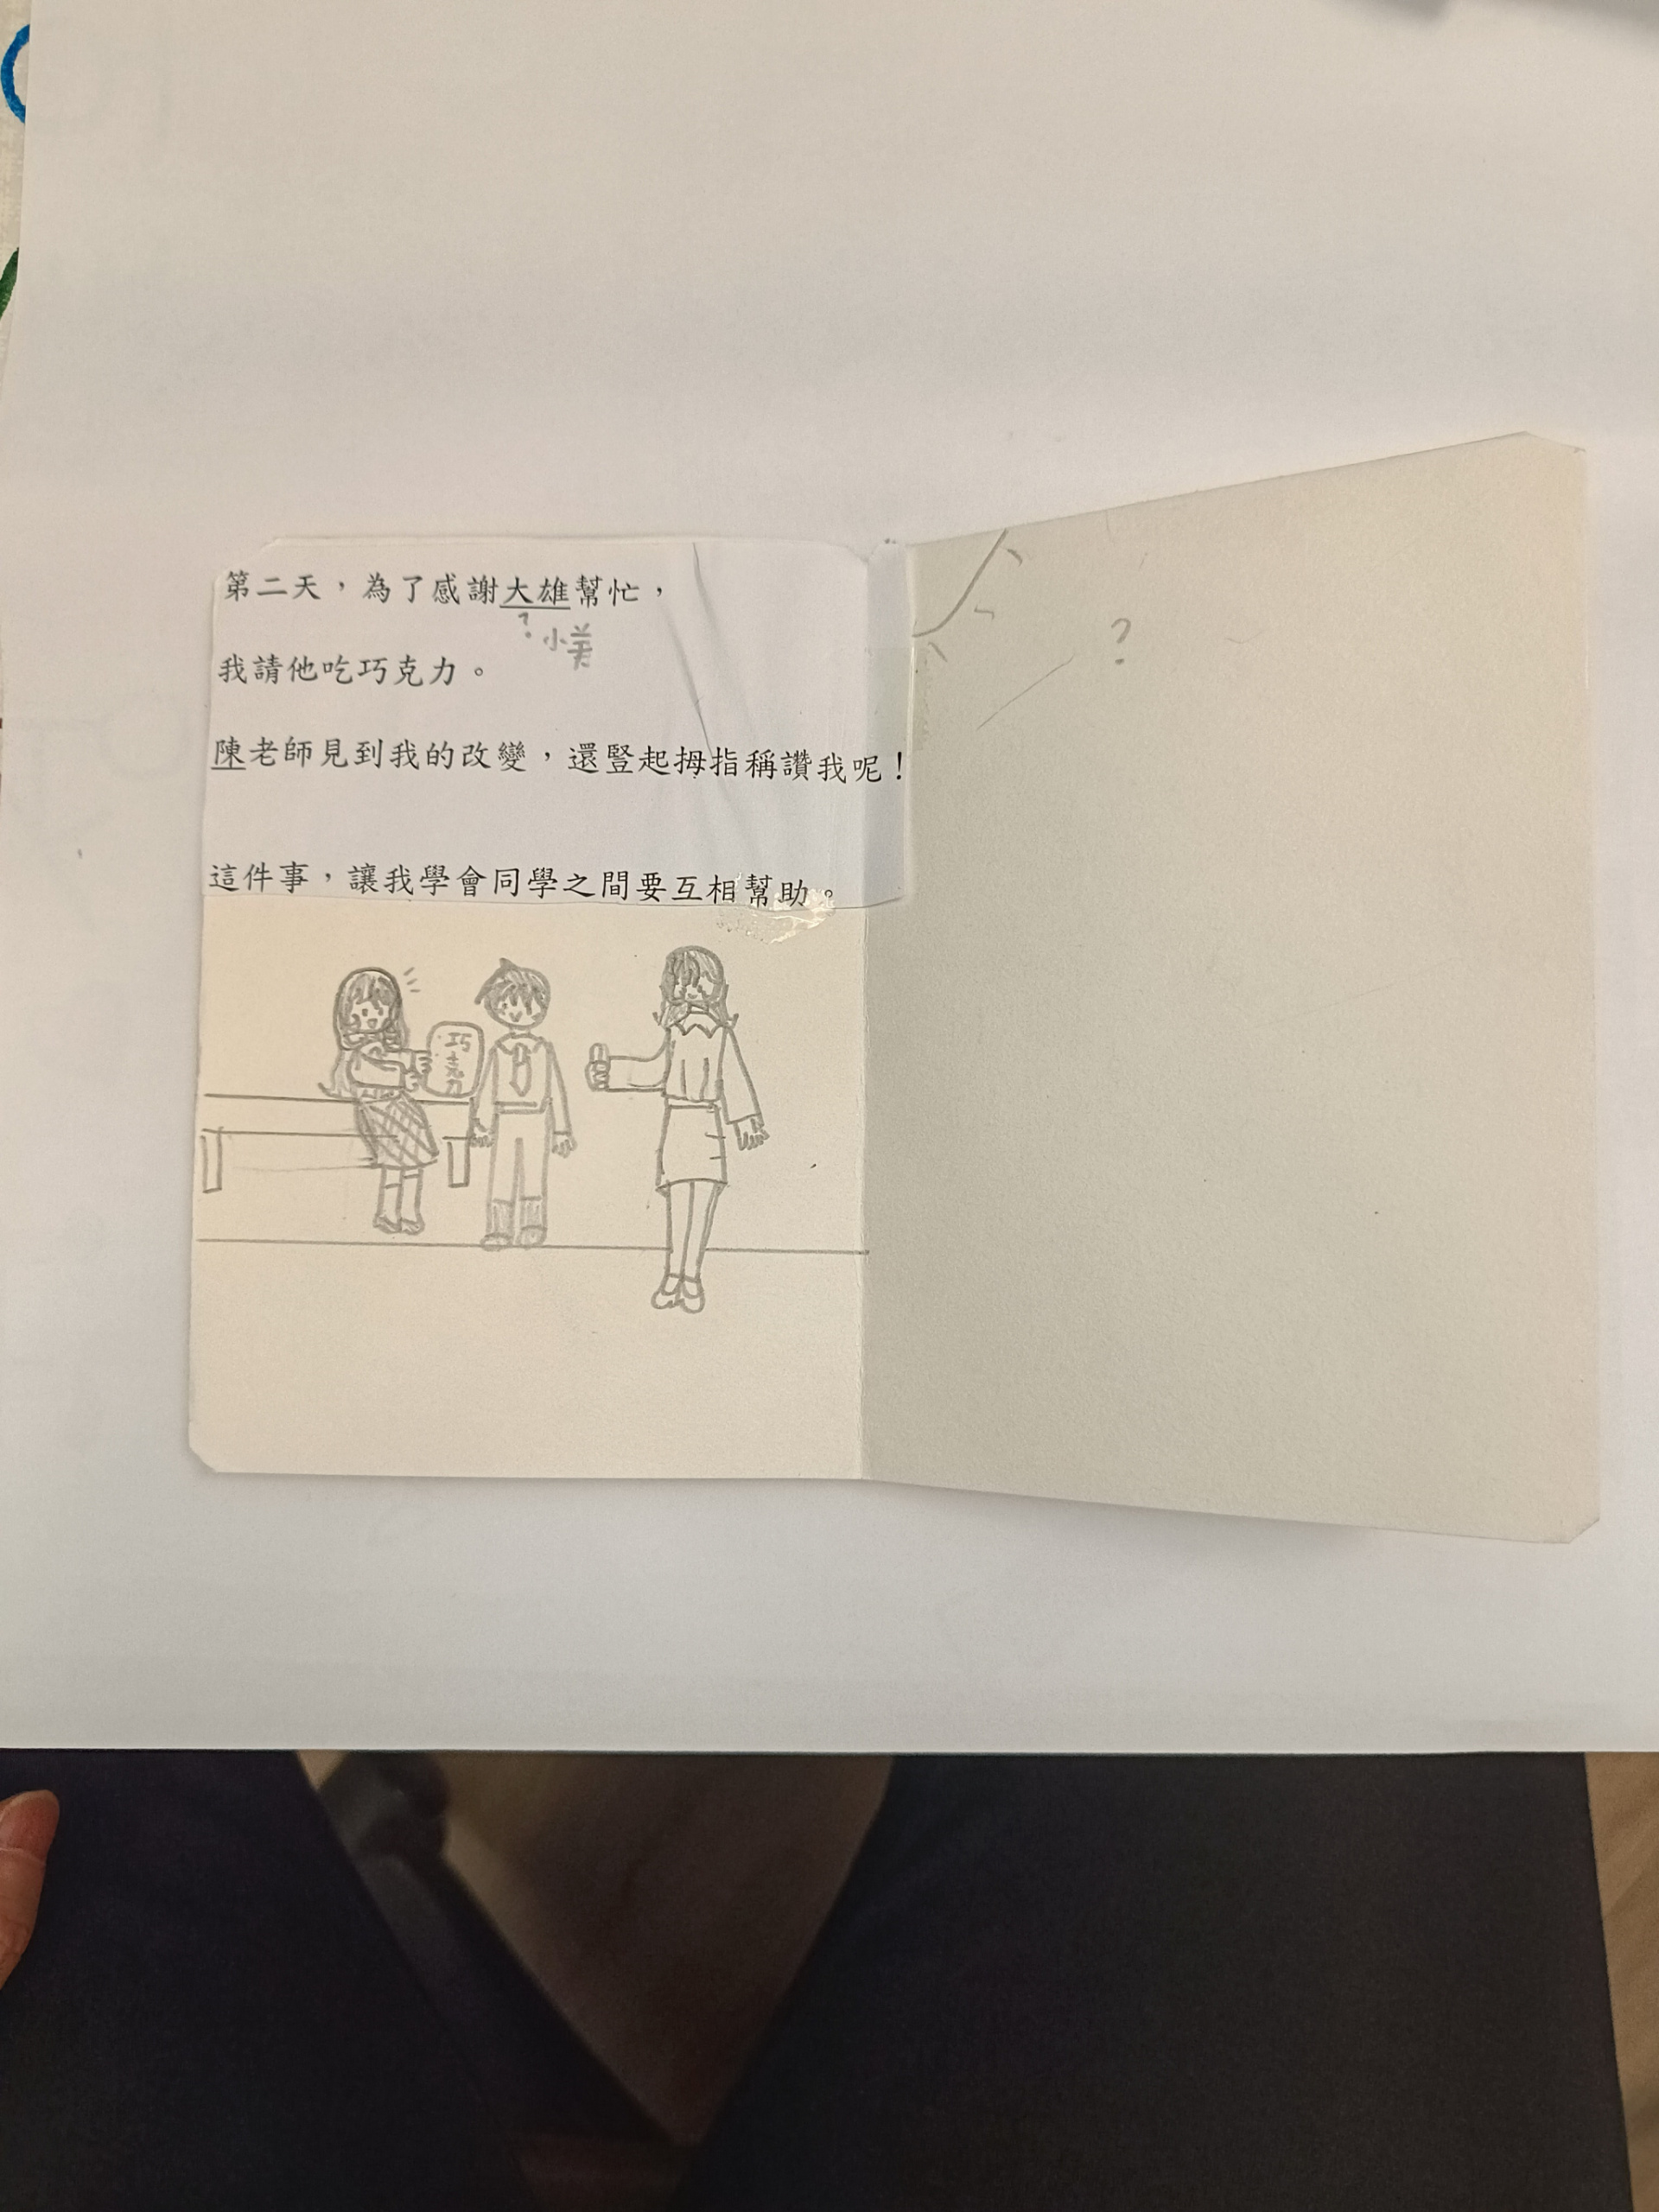 第二天，為了感謝大雄幫忙，
? 小美
我請他吃巧克力。
陳老師見到我的改變，還豎起拇指稱讚我呢！
這件事，讓我學會同學之間要互相幫助。
巧克力
?